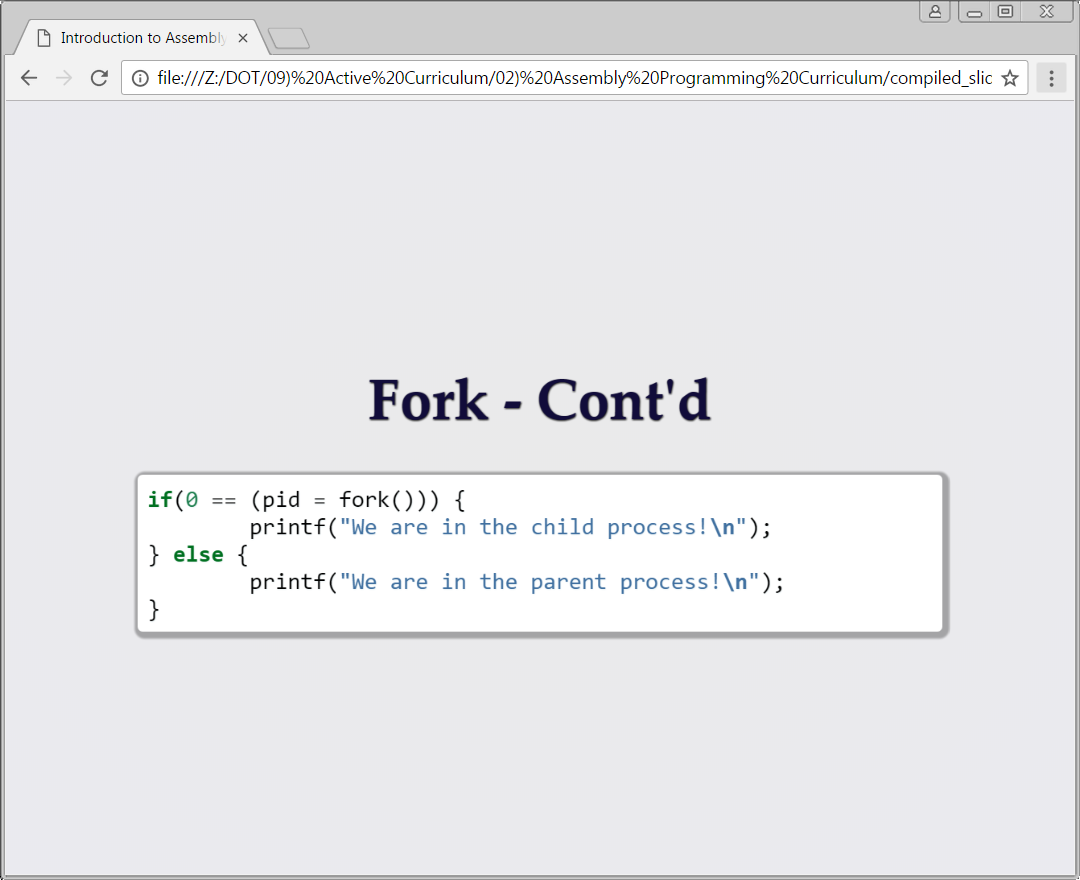 Introduction to Assembly
file:///Z:/DOT/09)%20Active%20Curriculum/02)%20Assembly%20Programming%20Curriculum/compiled_slic
Fork - Cont'd
if(0 == (pid = fork())) {
        printf("We are in the child process!\n");
} else {
        printf("We are in the parent process!\n");
}